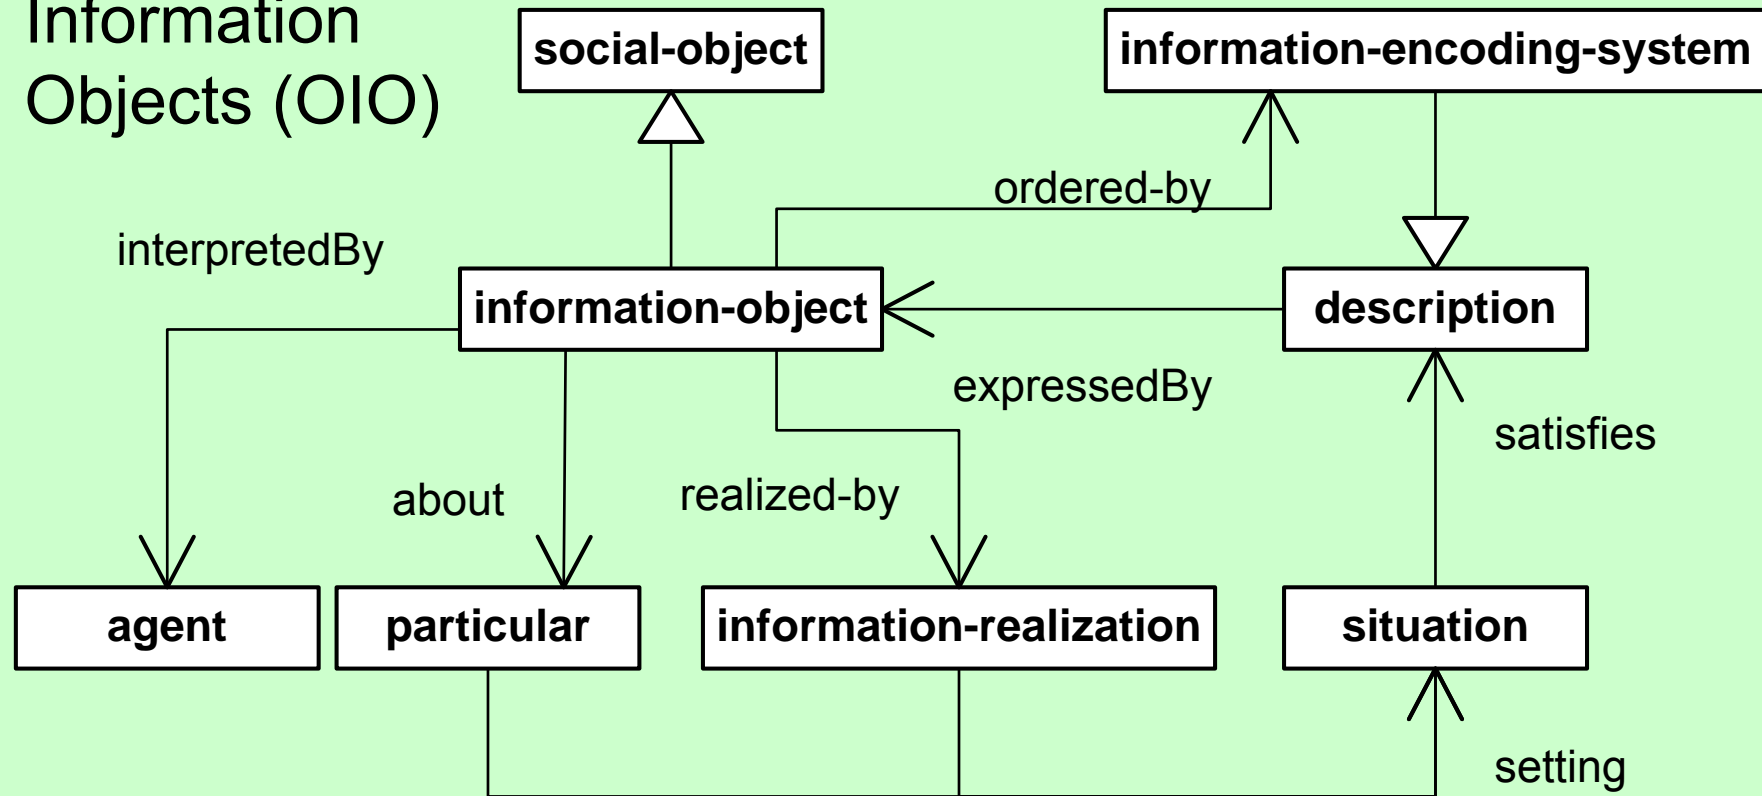 Information
Objects (OIO)
social-object
information-encoding-system
ordered-by
interpretedBy
information-object
description
expressedBy
satisfies
about
realized-by
agent
particular
information-realization
situation
setting